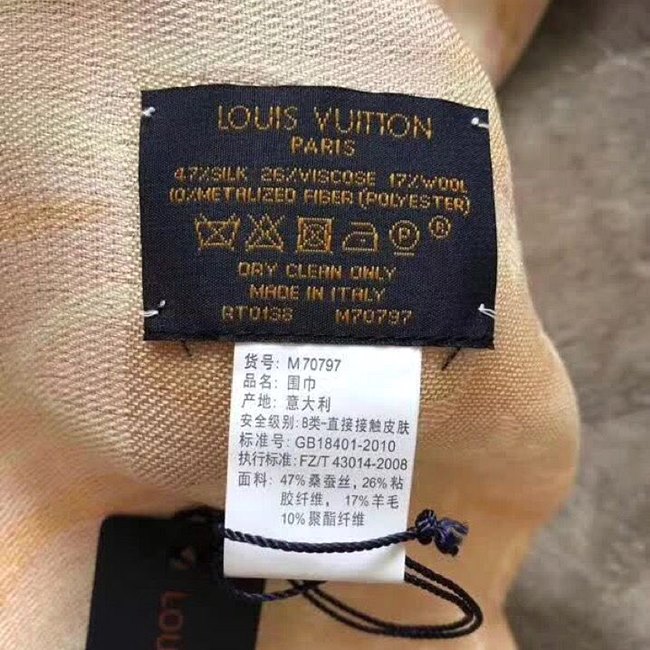 LOUIS VUITTON
PARIS
47%SILK 26%VISCOSE 17%WOOL
10%METALIZED FIBER (POLYESTER)
P ®
DRY CLEAN ONLY
MADE IN ITALY
RT0138 M70797
货号: M70797
品名: 围巾
产地: 意大利
安全级别: B类-直接接触皮肤
标准号: GB18401-2010
执行标准: FZ/T 43014-2008
面料: 47%桑蚕丝, 26%粘
胶纤维, 17%羊毛
10%聚酯纤维
LOU